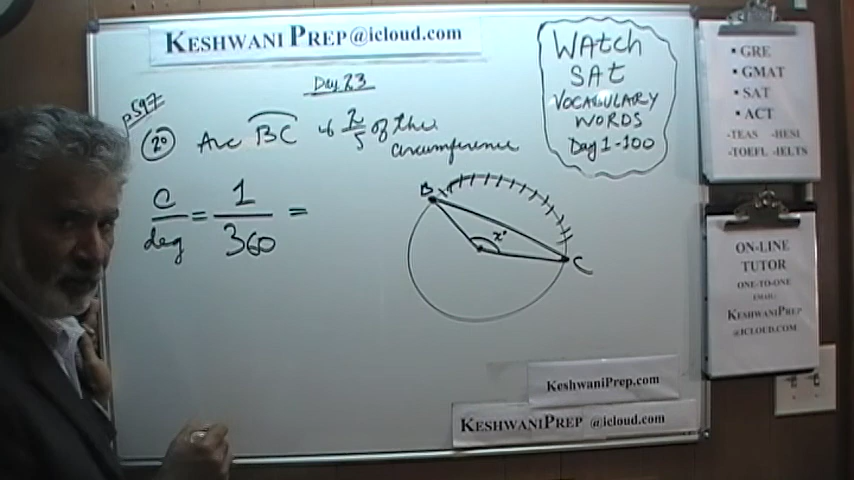 KESHWANI PREP@icloud.com
Day 23
p597
20 Arc BC is 2/5 of the
circumference
C/deg = 1/360 =
B
x°
C
WAtch
SAt
VOCABULARY
WORDS
Day 1-100
▪ GRE
▪ GMAT
▪ SAT
▪ ACT
-TEAS -HESI
-TOEFL -IELTS
ON-LINE
TUTOR
ONE-TO-ONE
EMAIL:
KESHWANIPREP
@ICLOUD.COM
KeshwaniPrep.com
KESHWANIPREP @icloud.com